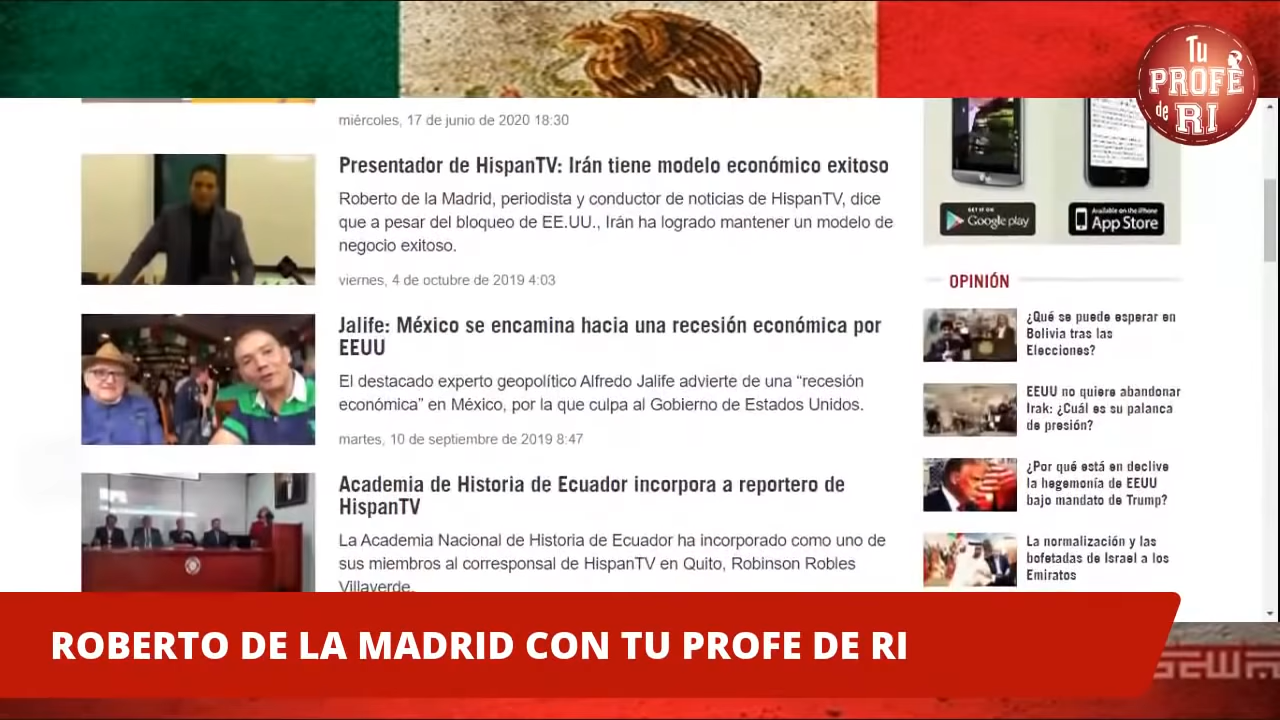 Tu
PROFE
de RI
miércoles, 17 de junio de 2020 18:30
Presentador de HispanTV: Irán tiene modelo económico exitoso
Roberto de la Madrid, periodista y conductor de noticias de HispanTV, dice
que a pesar del bloqueo de EE.UU., Irán ha logrado mantener un modelo de
negocio exitoso.
viernes, 4 de octubre de 2019 4:03
Jalife: México se encamina hacia una recesión económica por
EEUU
El destacado experto geopolítico Alfredo Jalife advierte de una “recesión
económica” en México, por la que culpa al Gobierno de Estados Unidos.
martes, 10 de septiembre de 2019 8:47
Academia de Historia de Ecuador incorpora a reportero de
HispanTV
La Academia Nacional de Historia de Ecuador ha incorporado como uno de
sus miembros al corresponsal de HispanTV en Quito, Robinson Robles
Villaverde.
GET IT ON
Google play
Available on the iPhone
App Store
OPINIÓN
¿Qué se puede esperar en
Bolivia tras las
Elecciones?
EEUU no quiere abandonar
Irak: ¿Cuál es su palanca
de presión?
¿Por qué está en declive
la hegemonía de EEUU
bajo mandato de Trump?
La normalización y las
bofetadas de Israel a los
Emiratos
ROBERTO DE LA MADRID CON TU PROFE DE RI